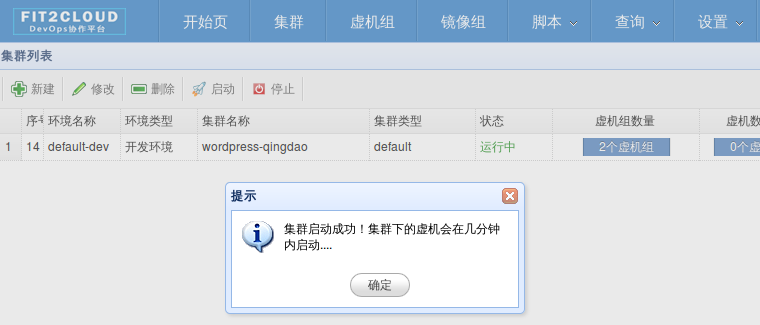 FIT2CLOUD
DevOps协作平台
开始页 集群 虚机组 镜像组 脚本 查询 设置
集群列表
新建 修改 删除 启动 停止
序号 环境名称 环境类型 集群名称 集群类型 状态 虚机组数量 虚机数
1 14 default-dev 开发环境 wordpress-qingdao default 运行中 2个虚机组 0个虚
提示
集群启动成功！集群下的虚机会在几分钟
内启动....
确定